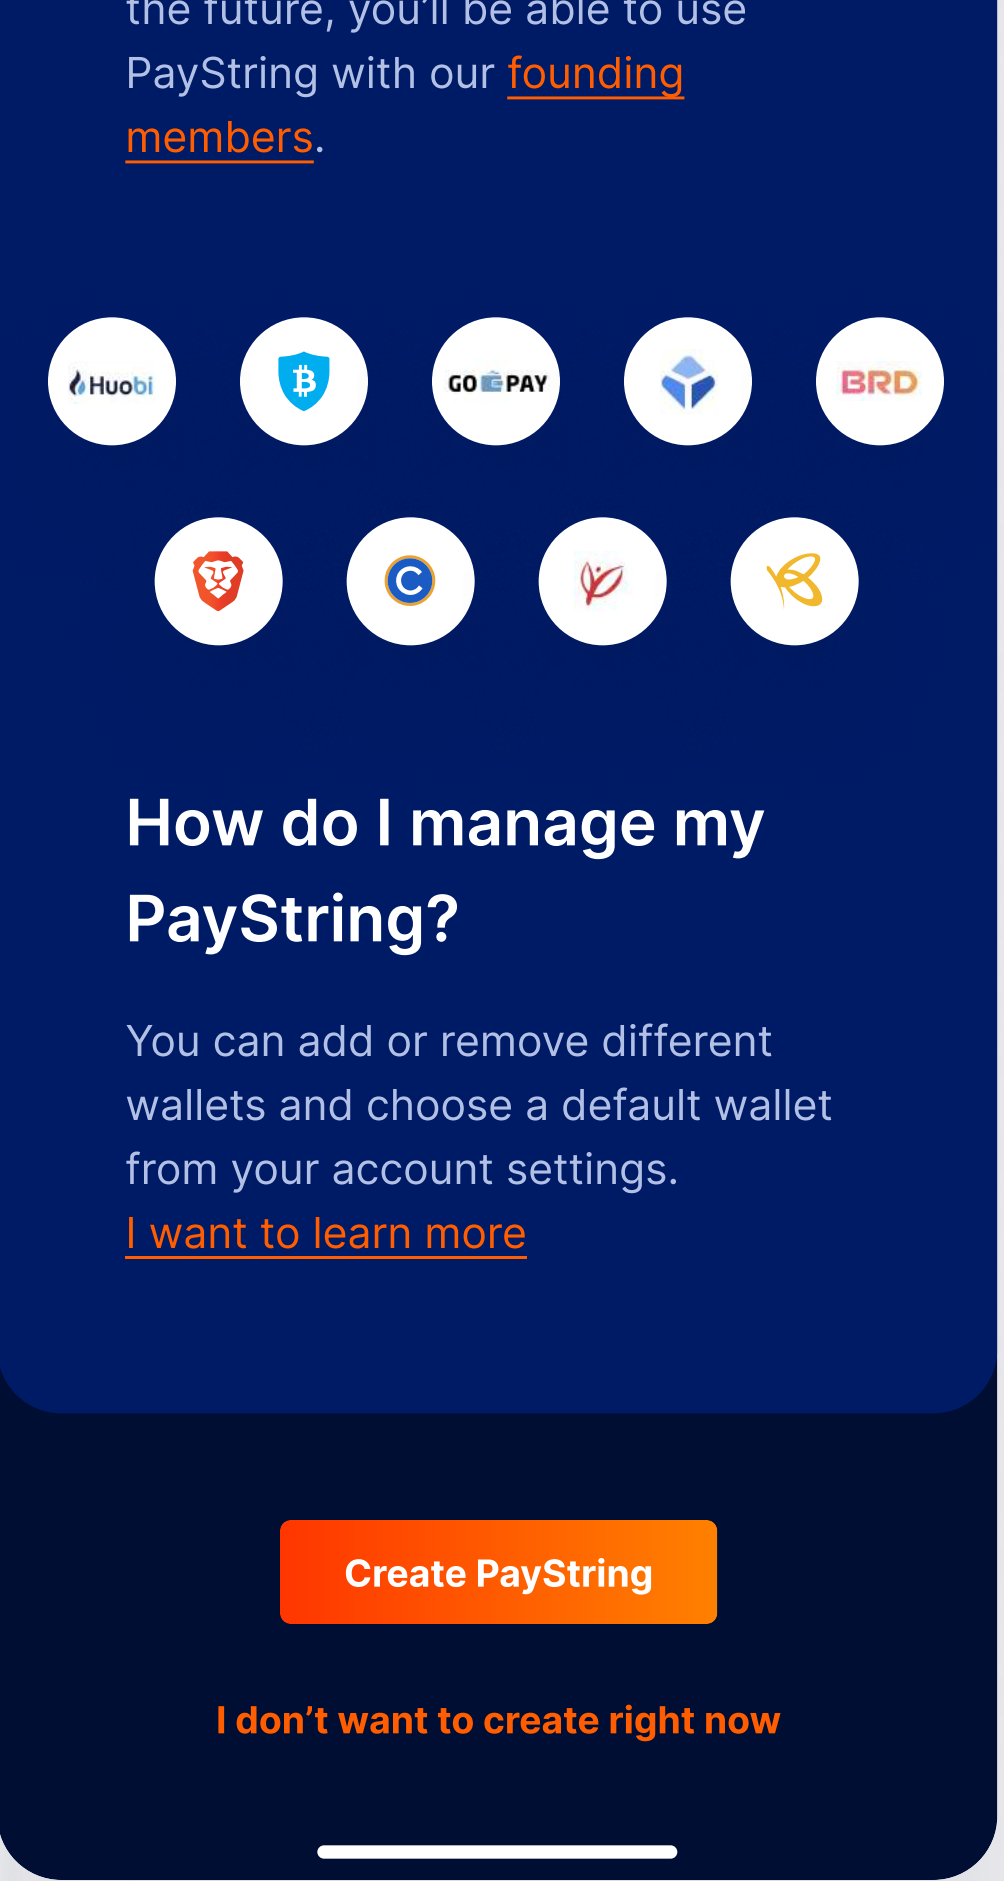 the future, you'll be able to use
PayString with our founding
members.
Huobi
GO PAY
BRD
C
How do I manage my
PayString?
You can add or remove different
wallets and choose a default wallet
from your account settings.
I want to learn more
Create PayString
I don’t want to create right now